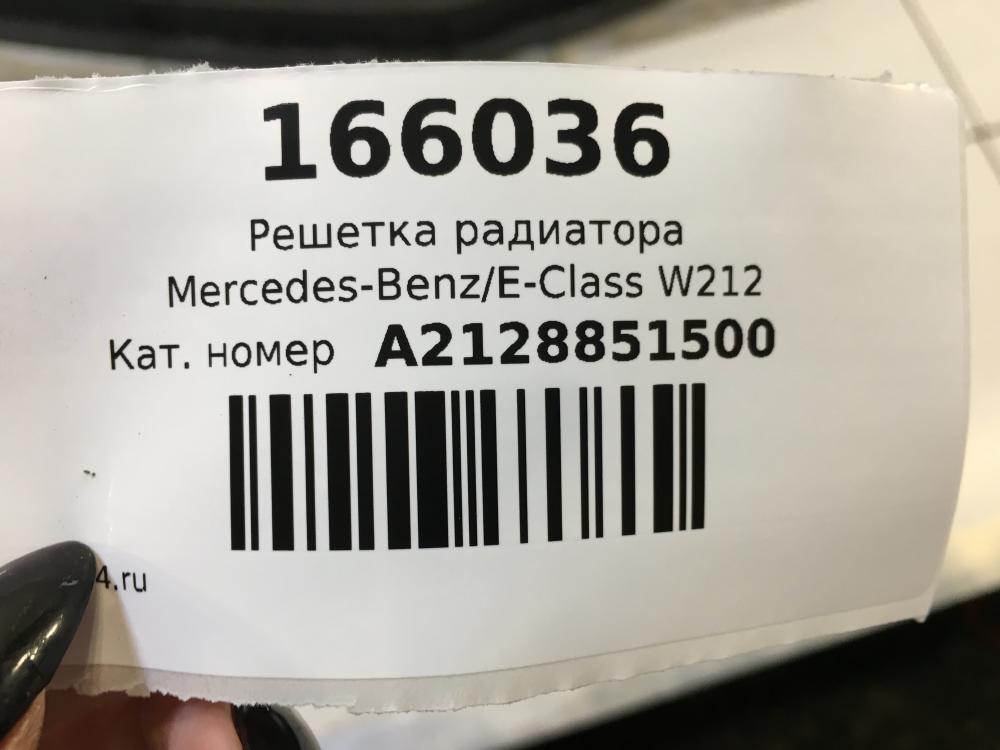 166036
Решетка радиатора
Mercedes-Benz/E-Class W212
Кат. номер A2128851500
4.ru